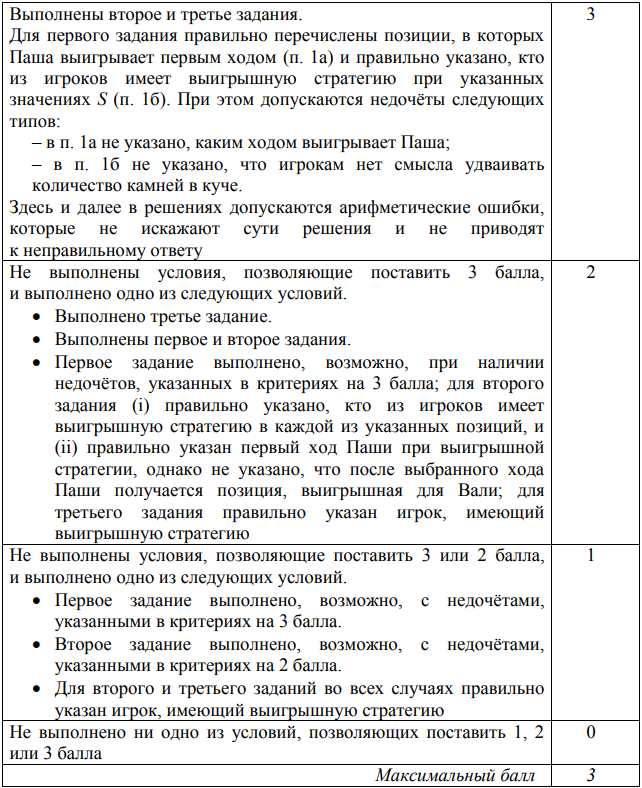 Выполнены второе и третье задания.
3
Для первого задания правильно перечислены позиции, в которых
Паша выигрывает первым ходом (п. 1а) и правильно указано, кто
из игроков имеет выигрышную стратегию при указанных
значениях S (п. 1б). При этом допускаются недочёты следующих
типов:
– в п. 1а не указано, каким ходом выигрывает Паша;
– в п. 1б не указано, что игрокам нет смысла удваивать
количество камней в куче.
Здесь и далее в решениях допускаются арифметические ошибки,
которые не искажают сути решения и не приводят
к неправильному ответу
Не выполнены условия, позволяющие поставить 3 балла,
2
и выполнено одно из следующих условий.
• Выполнено третье задание.
• Выполнены первое и второе задания.
• Первое задание выполнено, возможно, при наличии
недочётов, указанных в критериях на 3 балла; для второго
задания (i) правильно указано, кто из игроков имеет
выигрышную стратегию в каждой из указанных позиций, и
(ii) правильно указан первый ход Паши при выигрышной
стратегии, однако не указано, что после выбранного хода
Паши получается позиция, выигрышная для Вали; для
третьего задания правильно указан игрок, имеющий
выигрышную стратегию
Не выполнены условия, позволяющие поставить 3 или 2 балла,
1
и выполнено одно из следующих условий.
• Первое задание выполнено, возможно, с недочётами,
указанными в критериях на 3 балла.
• Второе задание выполнено, возможно, с недочётами,
указанными в критериях на 2 балла.
• Для второго и третьего заданий во всех случаях правильно
указан игрок, имеющий выигрышную стратегию
Не выполнено ни одно из условий, позволяющих поставить 1, 2
0
или 3 балла
Максимальный балл
3